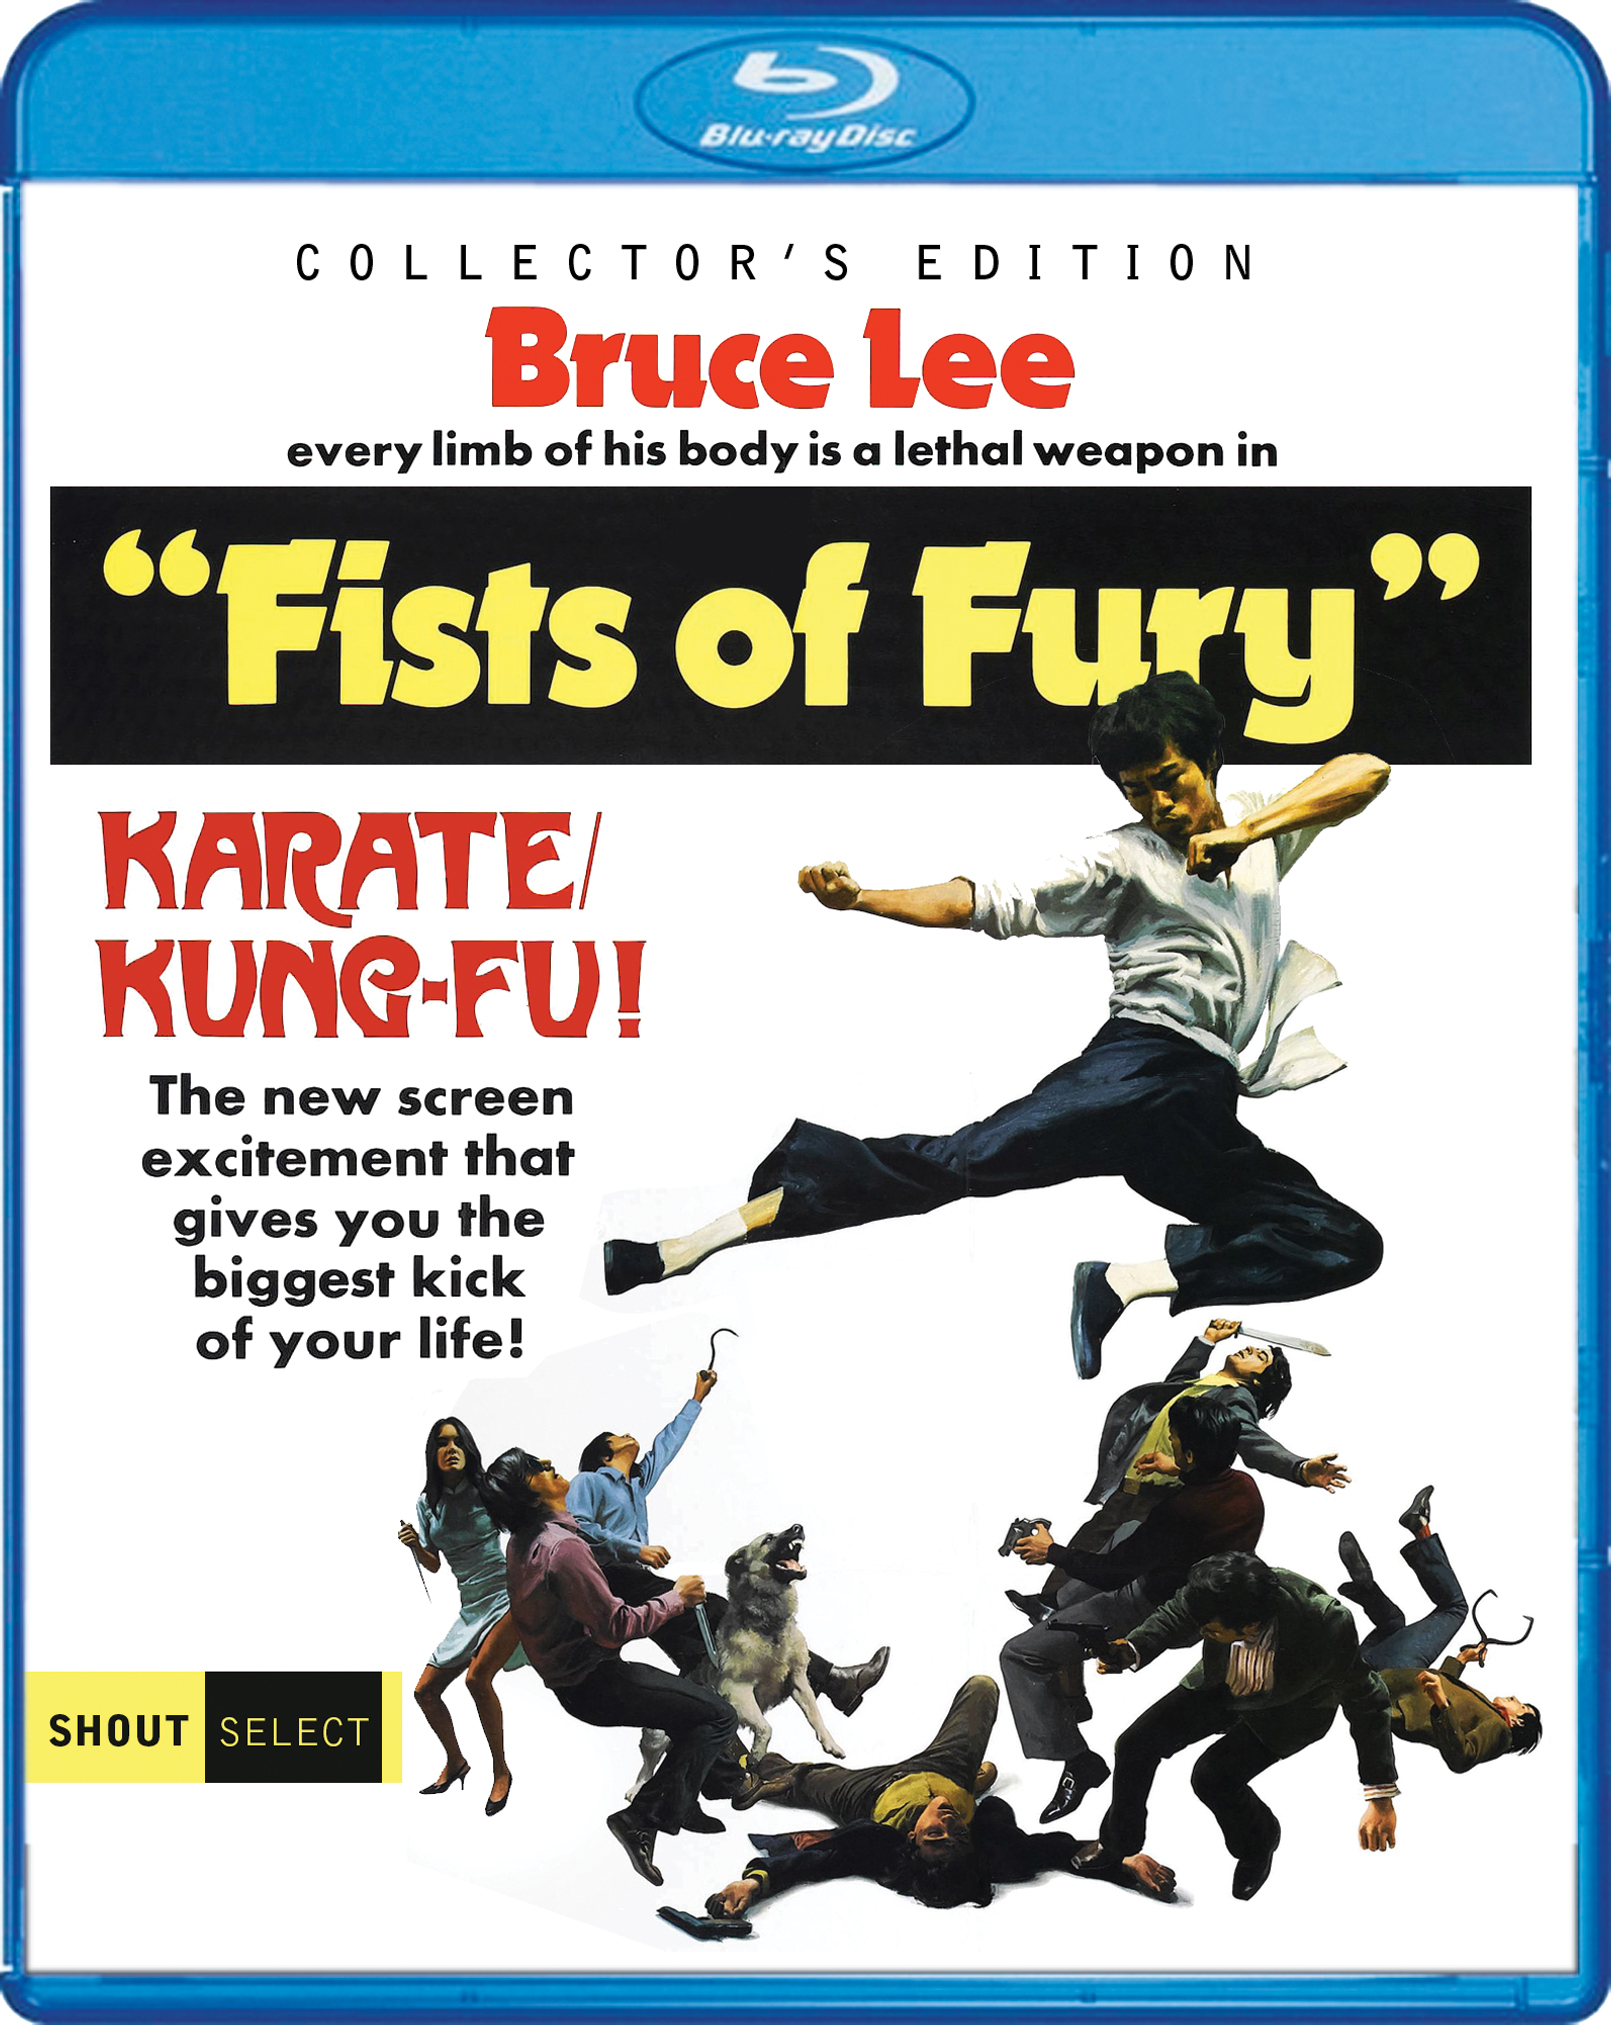 Blu-ray Disc
COLLECTOR'S EDITION
Bruce Lee
every limb of his body is a lethal weapon in
“Fists of Fury”
KARATE/
KUNG-FU!
The new screen
excitement that
gives you the
biggest kick
of your life!
SHOUT SELECT